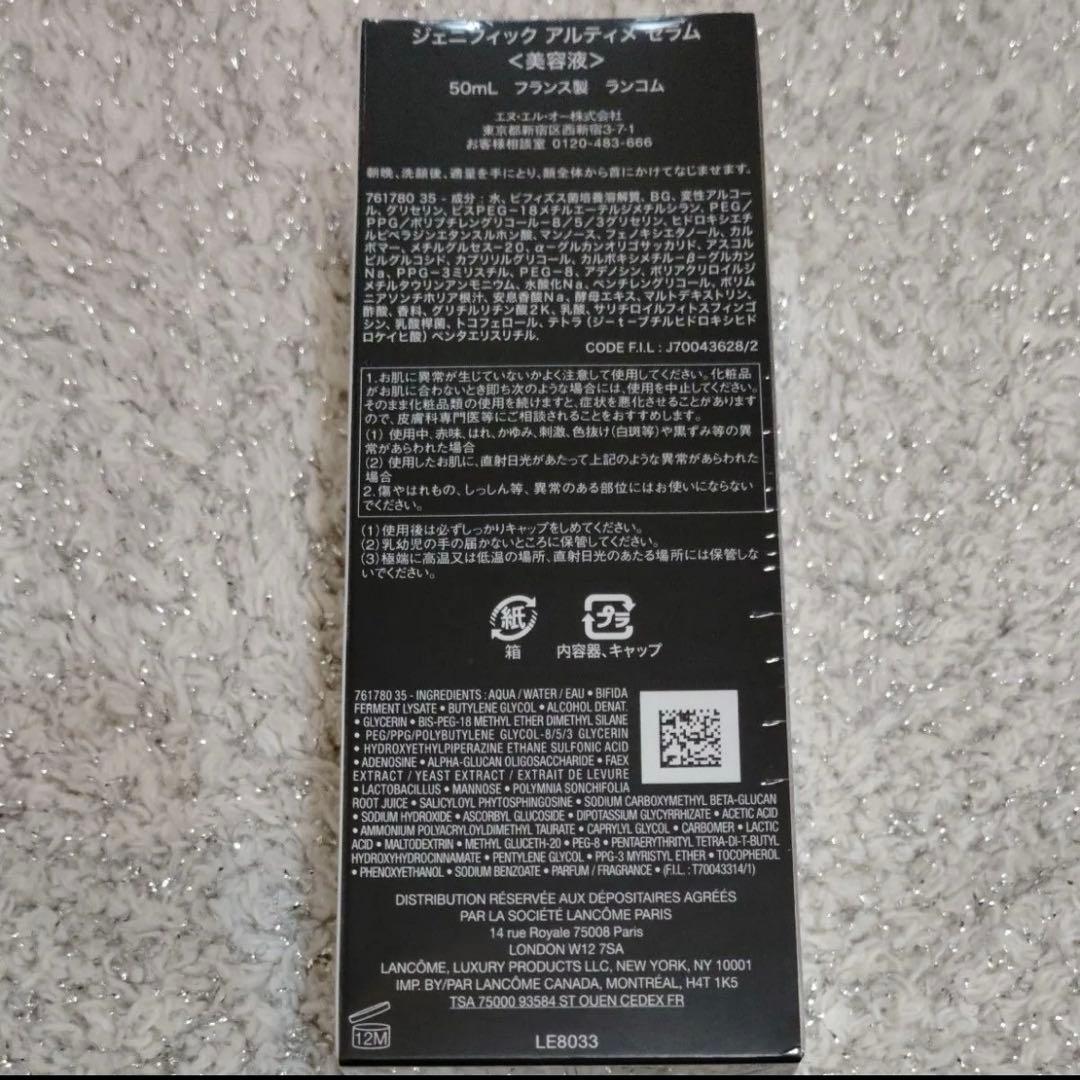 ジェニフィック アルティメ セラム
<美容液>
50mL フランス製 ランコム
エヌ・エル・オー株式会社
東京都新宿区西新宿3-7-1
お客様相談室 0120-483-666
朝晩、洗顔後、適量を手にとり、顔全体から首にかけてなじませます。
761780 35 - 成分 : 水、ビフィズス菌培養溶解質、BG、変性アルコー
ル、グリセリン、ビスPEG-18メチルエーテルジメチルシラン、PEG/
PPG/ポリブチレングリコール-8/5/3グリセリン、ヒドロキシエチ
ルピペラジンエタンスルホン酸、マンノース、フェノキシエタノール、カル
ボマー、メチルグルセス-20、α-グルカンオリゴサッカリド、アスコル
ビルグルコシド、カプリリルグリコール、カルボキシメチル-β-グルカン
Na、PPG-3ミリスチル、PEG-8、アデノシン、ポリアクリロイルジ
メチルタウリンアンモニウム、水酸化Na、ペンチレングリコール、ポリム
ニアソンチホリア根汁、安息香酸Na、酵母エキス、マルトデキストリン、
酢酸、香料、グリチルリチン酸2K、乳酸、サリチロイルフィトスフィンゴ
シン、乳酸桿菌、トコフェロール、テトラ (ジ-t-ブチルヒドロキシヒド
ロケイヒ酸) ペンタエリスリチル.
CODE F.I.L : J70043628/2
1.お肌に異常が生じていないかよく注意して使用してください。化粧品
がお肌に合わないとき即ち次のような場合には、使用を中止してください。
そのまま化粧品類の使用を続けますと、症状を悪化させることがあります
ので、皮膚科専門医等にご相談されることをおすすめします。
(1) 使用中、赤味、はれ、かゆみ、刺激、色抜け(白斑等)や黒ずみ等の異
常があらわれた場合
(2) 使用したお肌に、直射日光があたって上記のような異常があらわれた
場合
2.傷やはれもの、しっしん等、異常のある部位にはお使いにならない
でください。
(1)使用後は必ずしっかりキャップをしめてください。
(2)乳幼児の手の届かないところに保管してください。
(3)極端に高温又は低温の場所、直射日光のあたる場所には保管しな
いでください。
紙 プラ
箱 内容器、キャップ
761780 35 - INGREDIENTS : AQUA / WATER / EAU • BIFIDA
FERMENT LYSATE • BUTYLENE GLYCOL • ALCOHOL DENAT.
• GLYCERIN • BIS-PEG-18 METHYL ETHER DIMETHYL SILANE
• PEG/PPG/POLYBUTYLENE GLYCOL-8/5/3 GLYCERIN
• HYDROXYETHYLPIPERAZINE ETHANE SULFONIC ACID
• ADENOSINE • ALPHA-GLUCAN OLIGOSACCHARIDE • FAEX
EXTRACT / YEAST EXTRACT / EXTRAIT DE LEVURE
• LACTOBACILLUS • MANNOSE • POLYMNIA SONCHIFOLIA
ROOT JUICE • SALICYLOYL PHYTOSPHINGOSINE • SODIUM CARBOXYMETHYL BETA-GLUCAN
• SODIUM HYDROXIDE • ASCORBYL GLUCOSIDE • DIPOTASSIUM GLYCYRRHIZATE • ACETIC ACID
• AMMONIUM POLYACRYLOYLDIMETHYL TAURATE • CAPRYLYL GLYCOL • CARBOMER • LACTIC
ACID • MALTODEXTRIN • METHYL GLUCETH-20 • PEG-8 • PENTAERYTHRITYL TETRA-DI-T-BUTYL
HYDROXYHYDROCINNAMATE • PENTYLENE GLYCOL • PPG-3 MYRISTYL ETHER • TOCOPHEROL
• PHENOXYETHANOL • SODIUM BENZOATE • PARFUM / FRAGRANCE • (F.I.L. : T70043314/1)
DISTRIBUTION RÉSERVÉE AUX DÉPOSITAIRES AGRÉÉS
PAR LA SOCIÉTÉ LANCÔME PARIS
14 rue Royale 75008 Paris
LONDON W12 7SA
LANCÔME, LUXURY PRODUCTS LLC, NEW YORK, NY 10001
IMP. BY/PAR LANCÔME CANADA, MONTRÉAL, H4T 1K5
TSA 75000 93584 ST OUEN CEDEX FR
12M
LE8033